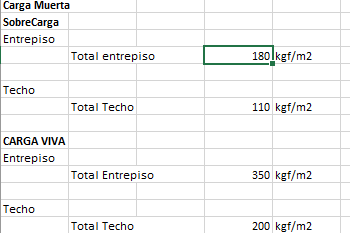 Carga Muerta
SobreCarga
Entrepiso
Total entrepiso 180 kgf/m2
Techo
Total Techo 110 kgf/m2
CARGA VIVA
Entrepiso
Total Entrepiso 350 kgf/m2
Techo
Total Techo 200 kgf/m2